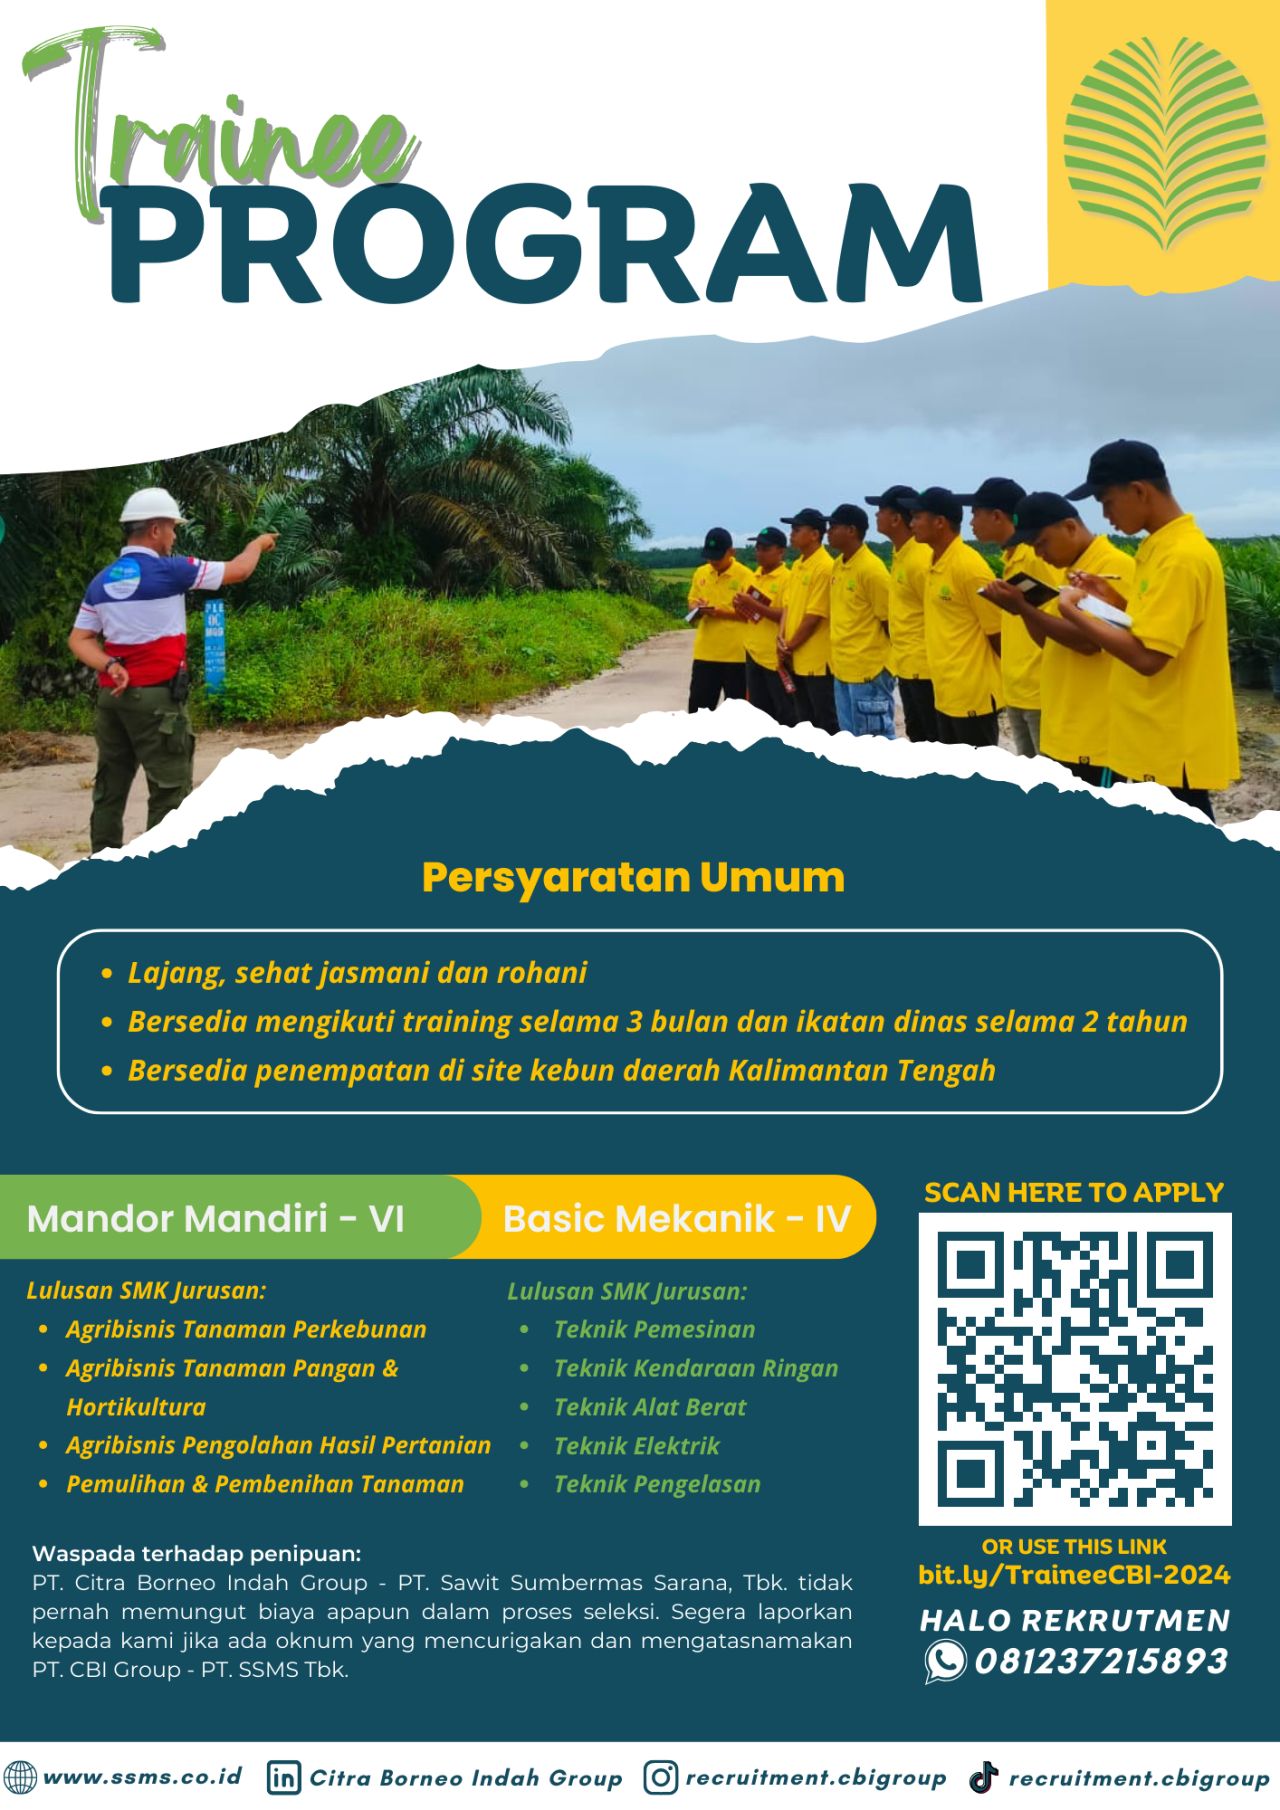 Trainee
PROGRAM
Persyaratan Umum
• Lajang, sehat jasmani dan rohani
• Bersedia mengikuti training selama 3 bulan dan ikatan dinas selama 2 tahun
• Bersedia penempatan di site kebun daerah Kalimantan Tengah
Mandor Mandiri - VI
Lulusan SMK Jurusan:
• Agribisnis Tanaman Perkebunan
• Agribisnis Tanaman Pangan &
Hortikultura
• Agribisnis Pengolahan Hasil Pertanian
• Pemulihan & Pembenihan Tanaman
Basic Mekanik - IV
Lulusan SMK Jurusan:
• Teknik Pemesinan
• Teknik Kendaraan Ringan
• Teknik Alat Berat
• Teknik Elektrik
• Teknik Pengelasan
SCAN HERE TO APPLY
OR USE THIS LINK
bit.ly/TraineeCBI-2024
HALO REKRUTMEN
081237215893
Waspada terhadap penipuan:
PT. Citra Borneo Indah Group - PT. Sawit Sumbermas Sarana, Tbk. tidak
pernah memungut biaya apapun dalam proses seleksi. Segera laporkan
kepada kami jika ada oknum yang mencurigakan dan mengatasnamakan
PT. CBI Group - PT. SSMS Tbk.
www.ssms.co.id
Citra Borneo Indah Group
recruitment.cbigroup
recruitment.cbigroup